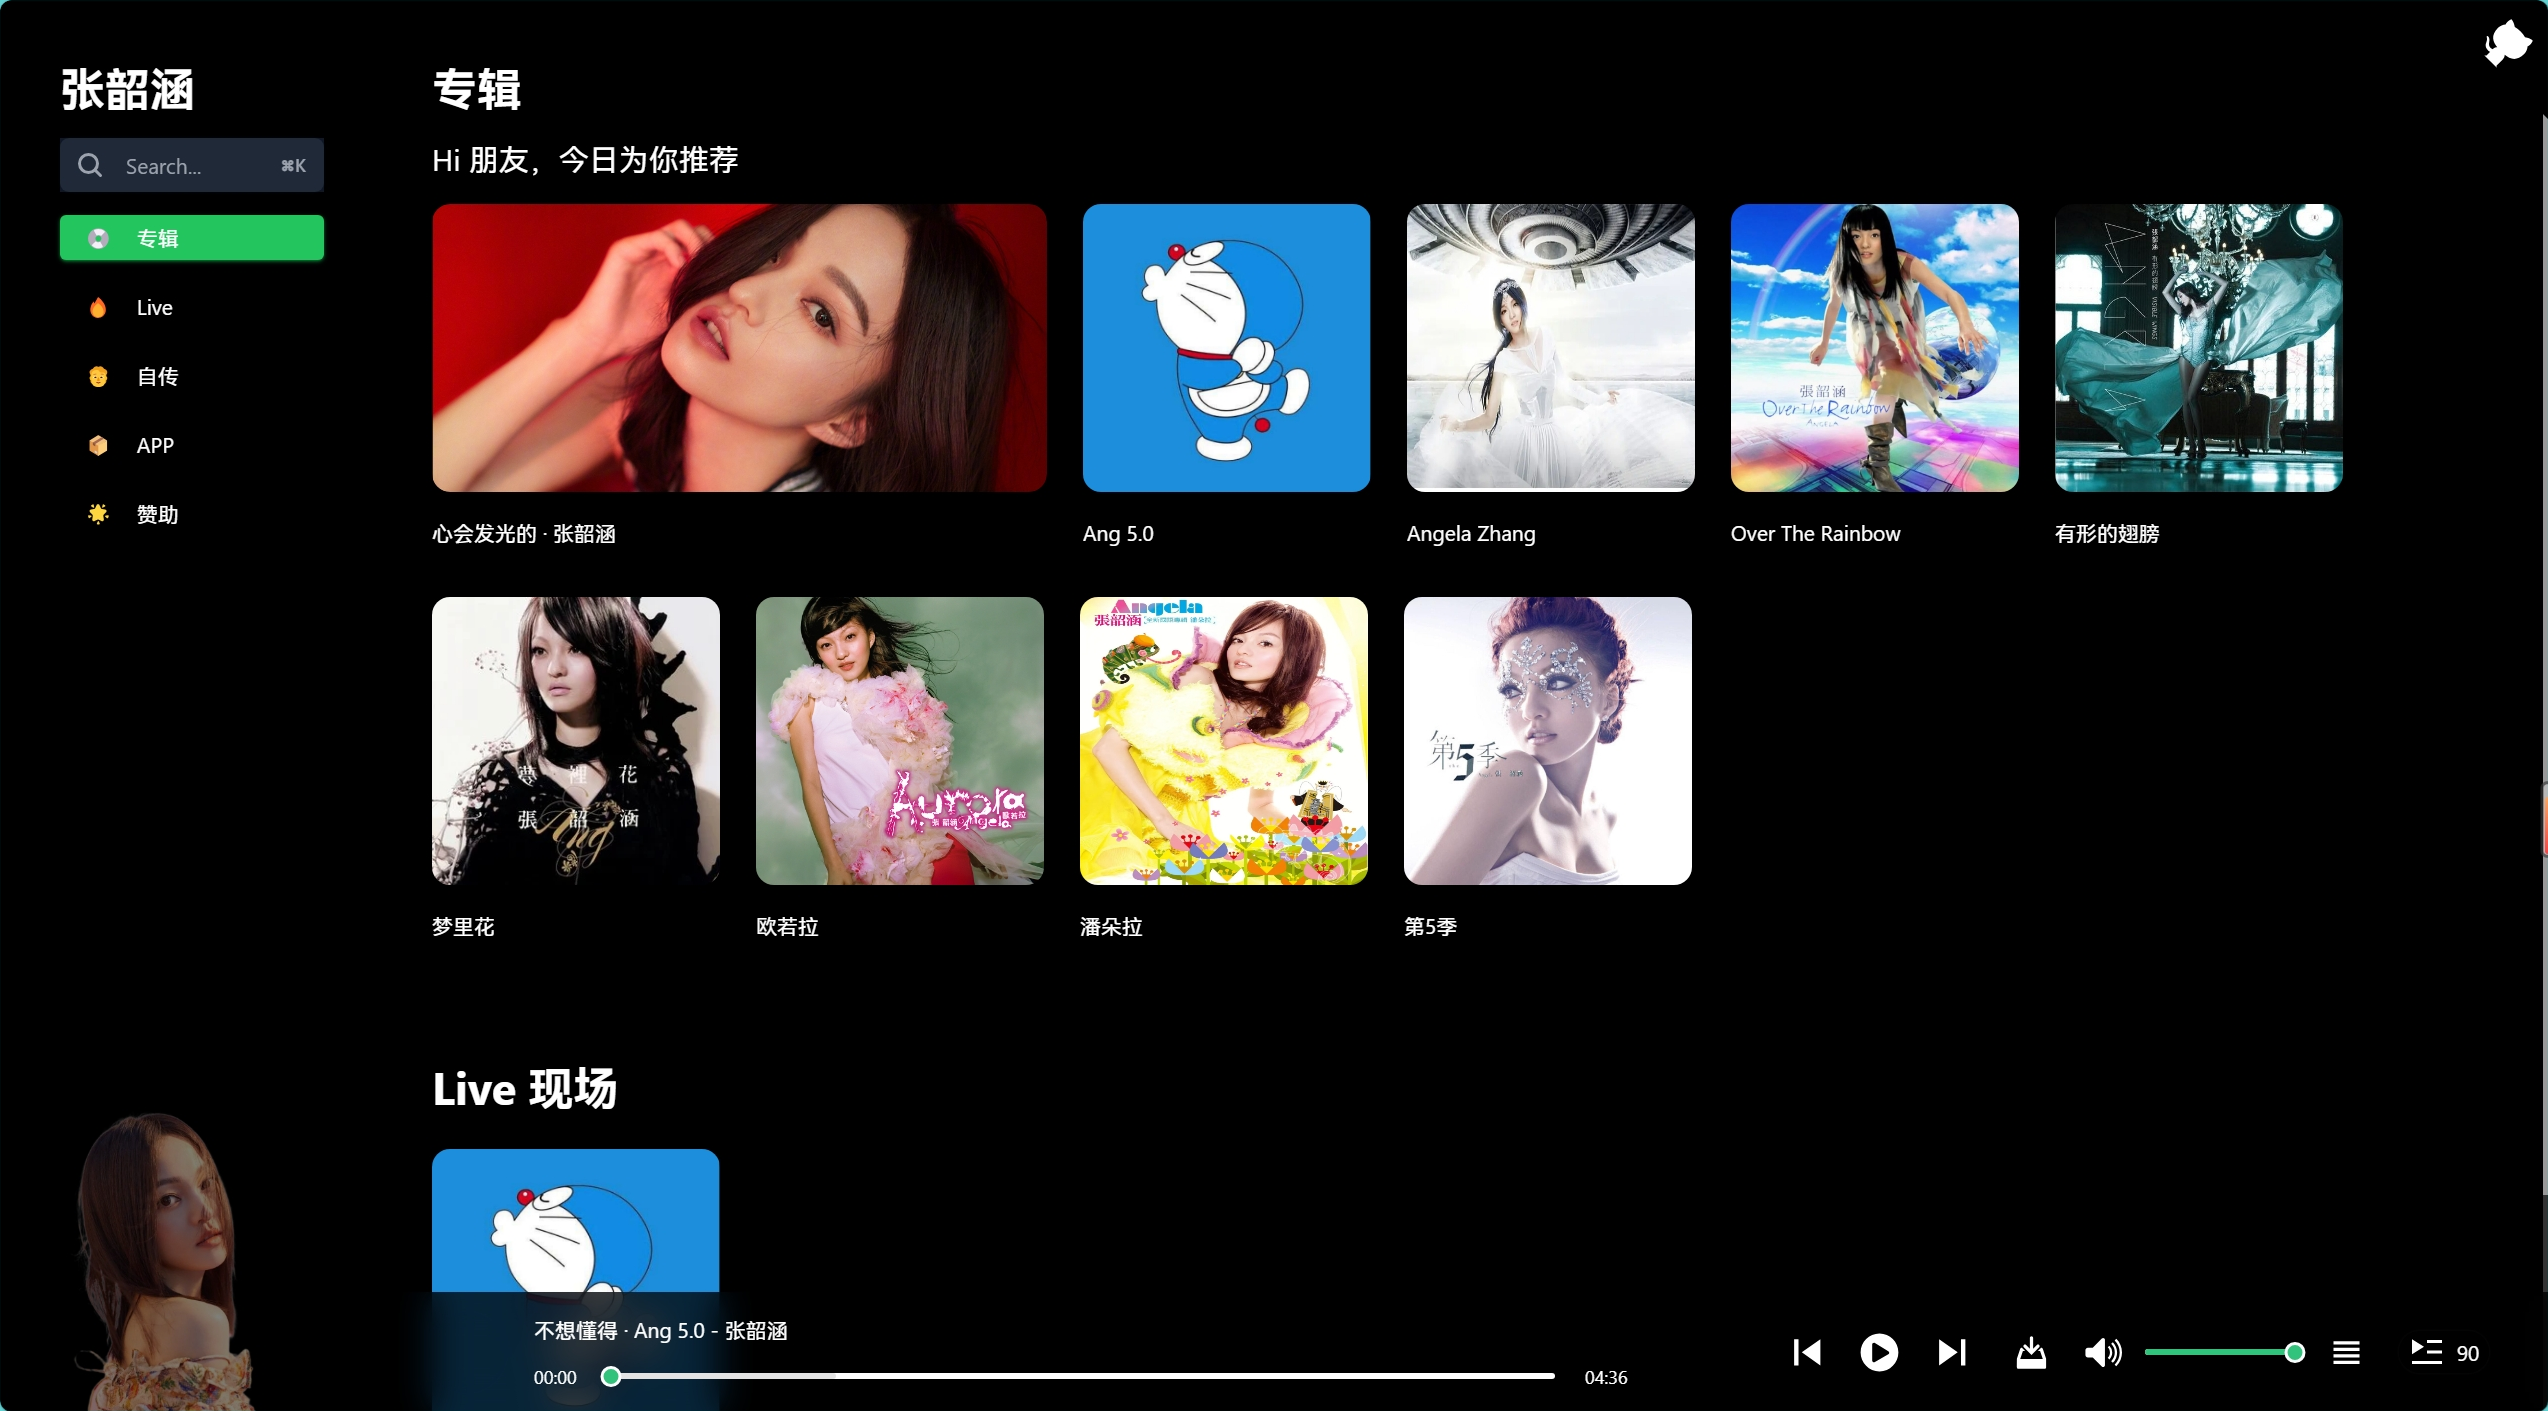 张韶涵
Search...
⌘K
专辑
Live
自传
APP
赞助
专辑
Hi 朋友，今日为你推荐
張韶涵
Over The Rainbow
ANGELA
心会发光的 · 张韶涵
Ang 5.0
Angela Zhang
Over The Rainbow
有形的翅膀
夢裡花
張韶涵
Ang
Aurora
Angela
張韶涵
第5季
梦里花
欧若拉
潘朵拉
第5季
Live 现场
不想懂得 · Ang 5.0 - 张韶涵
00:00
04:36
90